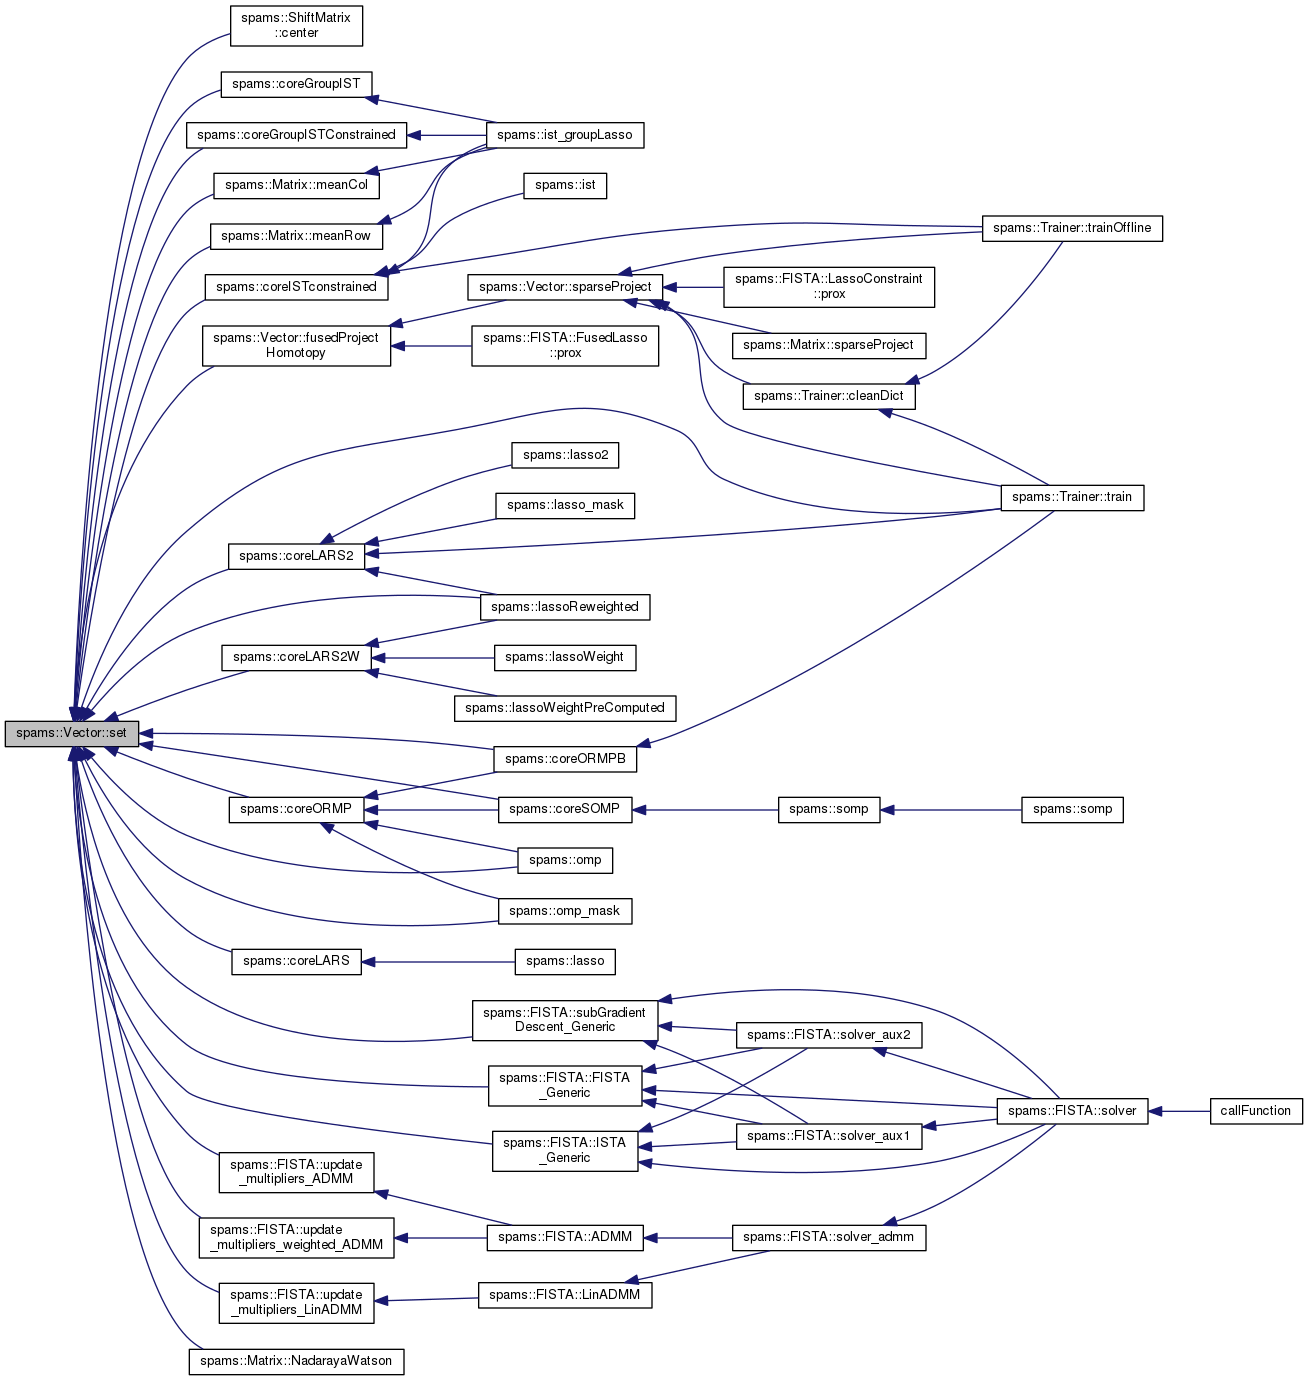 spams::ShiftMatrix
::center
spams::coreGroupIST
spams::coreGroupISTConstrained
spams::ist_groupLasso
spams::Matrix::meanCol
spams::ist
spams::Matrix::meanRow
spams::Trainer::trainOffline
spams::coreISTconstrained
spams::Vector::sparseProject
spams::FISTA::LassoConstraint
::prox
spams::Vector::fusedProject
Homotopy
spams::FISTA::FusedLasso
::prox
spams::Matrix::sparseProject
spams::Trainer::cleanDict
spams::lasso2
spams::lasso_mask
spams::Trainer::train
spams::coreLARS2
spams::lassoReweighted
spams::coreLARS2W
spams::lassoWeight
spams::lassoWeightPreComputed
spams::Vector::set
spams::coreORMPB
spams::coreORMP
spams::coreSOMP
spams::somp
spams::somp
spams::omp
spams::omp_mask
spams::coreLARS
spams::lasso
spams::FISTA::subGradient
Descent_Generic
spams::FISTA::solver_aux2
spams::FISTA::FISTA
_Generic
spams::FISTA::solver
callFunction
spams::FISTA::ISTA
_Generic
spams::FISTA::solver_aux1
spams::FISTA::update
_multipliers_ADMM
spams::FISTA::update
_multipliers_weighted_ADMM
spams::FISTA::ADMM
spams::FISTA::solver_admm
spams::FISTA::update
_multipliers_LinADMM
spams::FISTA::LinADMM
spams::Matrix::NadarayaWatson